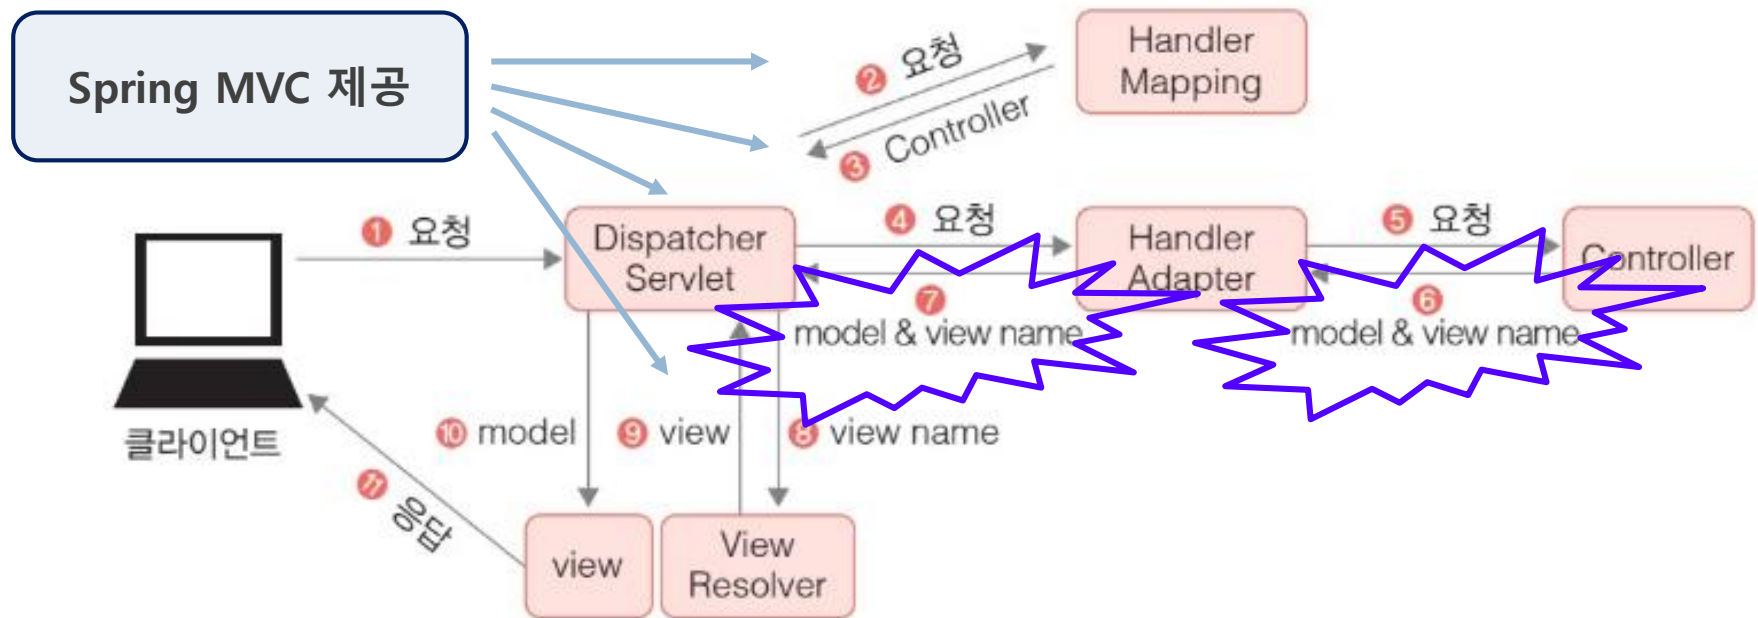 Spring MVC 제공
❷ 요청
Handler
Mapping
❸ Controller
❶ 요청
Dispatcher
Servlet
❹ 요청
Handler
Adapter
❺ 요청
Controller
❼
model & view name
❻
model & view name
클라이언트
❿ model
❾ view
❽ view name
⓫ 응답
view
View
Resolver